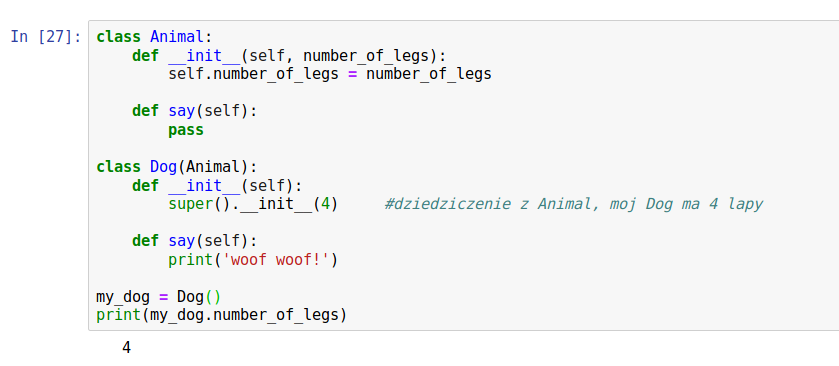 In [27]: class Animal:
    def __init__(self, number_of_legs):
        self.number_of_legs = number_of_legs

    def say(self):
        pass

class Dog(Animal):
    def __init__(self):
        super().__init__(4)     #dziedziczenie z Animal, moj Dog ma 4 lapy

    def say(self):
        print('woof woof!')

my_dog = Dog()
print(my_dog.number_of_legs)
4